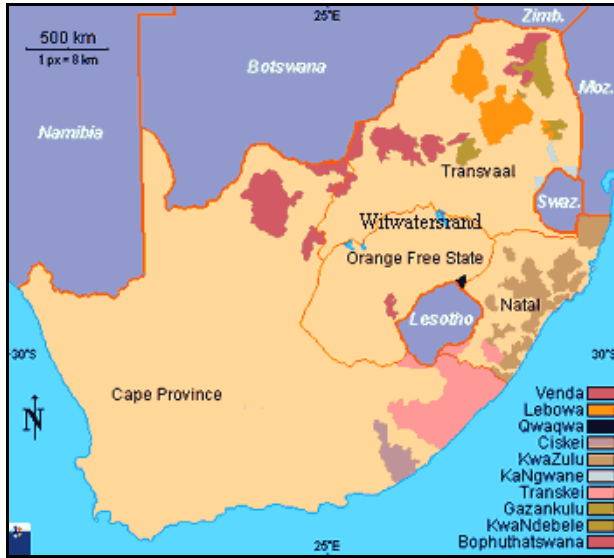 25°E
Zimb.
500 km
1 px = 8 km
Botswana
Moz.
Namibia
Transvaal
Swaz.
Witwatersrand
Orange Free State
Natal
Lesotho
30°S
30°S
Cape Province
N
Venda
Lebowa
Qwaqwa
Ciskei
KwaZulu
KaNgwane
Transkei
Gazankulu
KwaNdebele
Bophuthatswana
25°E